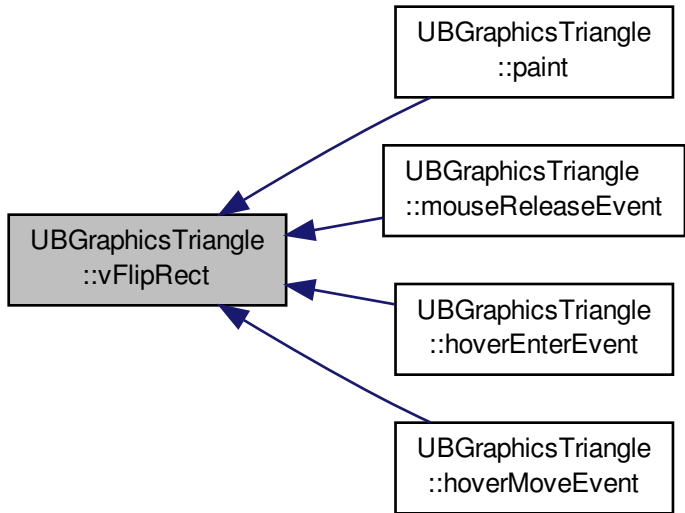 UBGraphicsTriangle
::paint
UBGraphicsTriangle
::mouseReleaseEvent
UBGraphicsTriangle
::vFlipRect
UBGraphicsTriangle
::hoverEnterEvent
UBGraphicsTriangle
::hoverMoveEvent